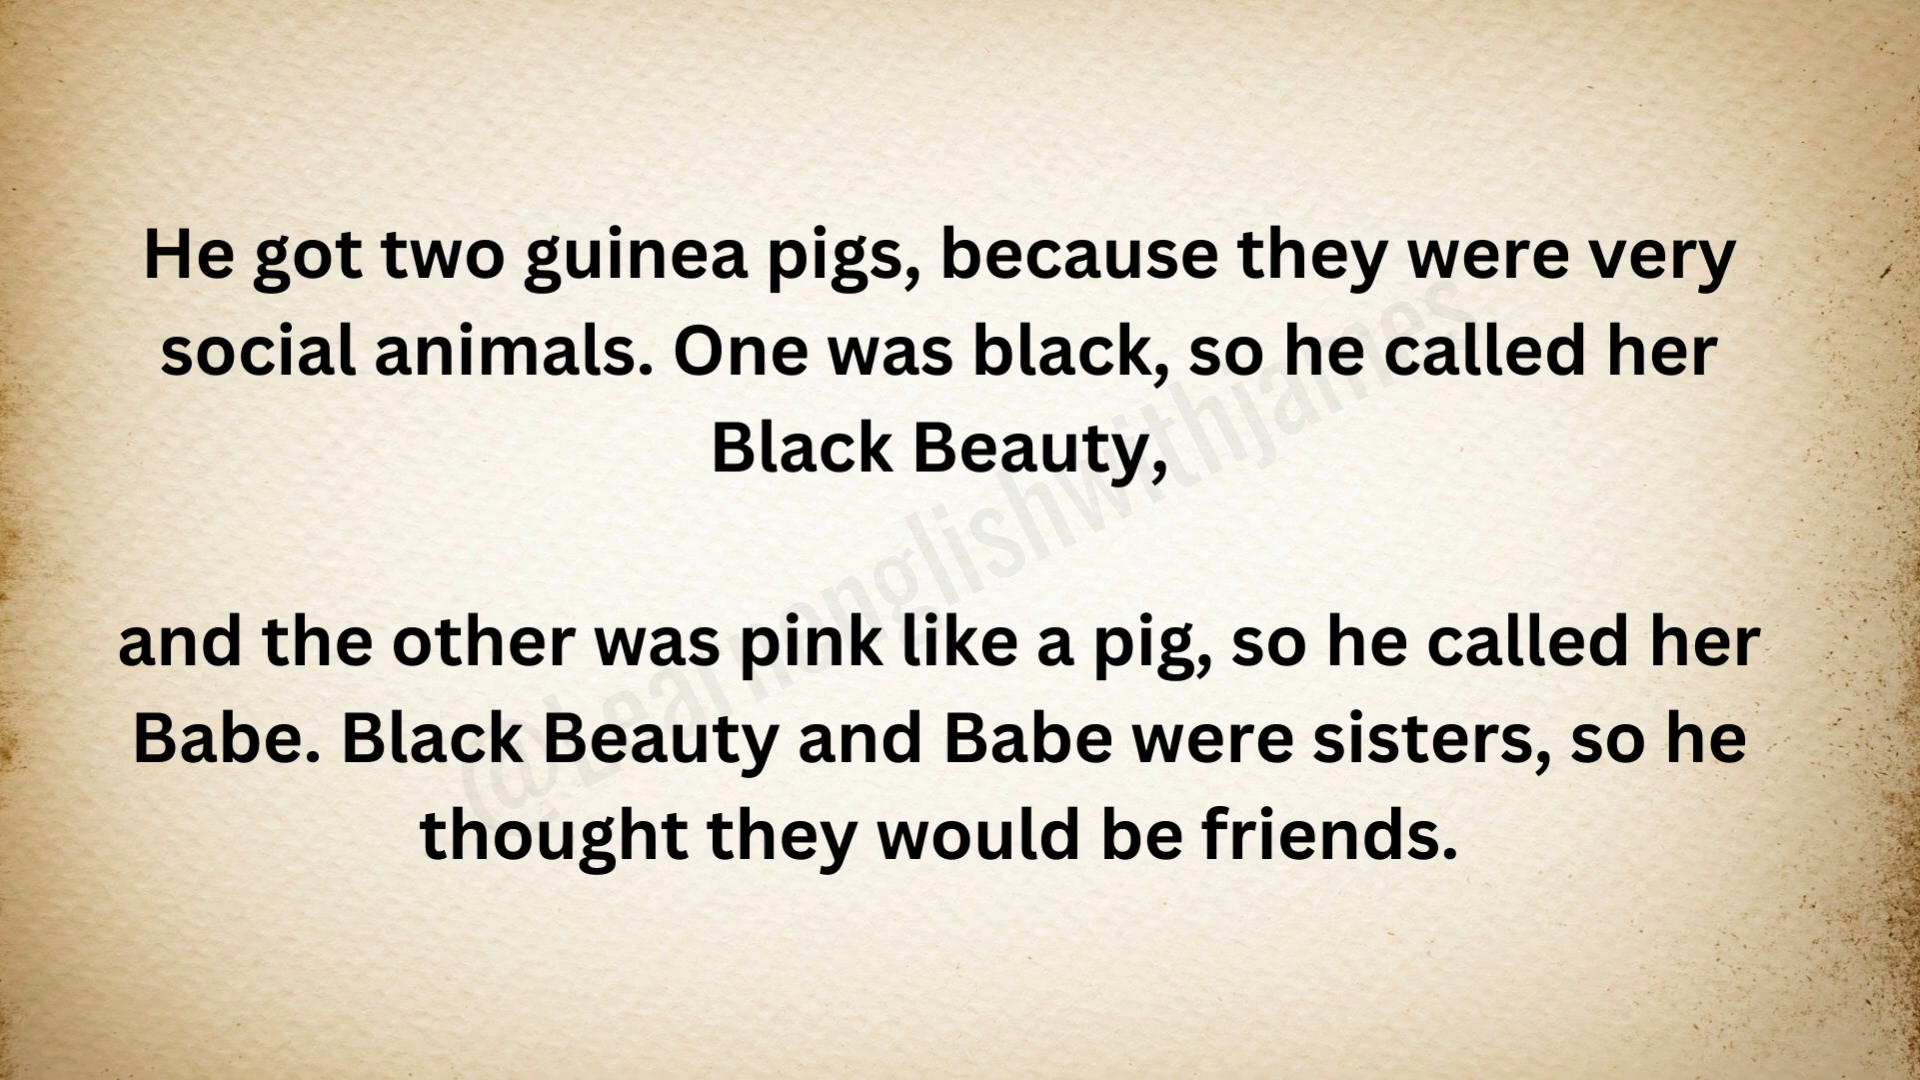 He got two guinea pigs, because they were very
social animals. One was black, so he called her
Black Beauty,
and the other was pink like a pig, so he called her
Babe. Black Beauty and Babe were sisters, so he
thought they would be friends.
@Learnenglishwithjames